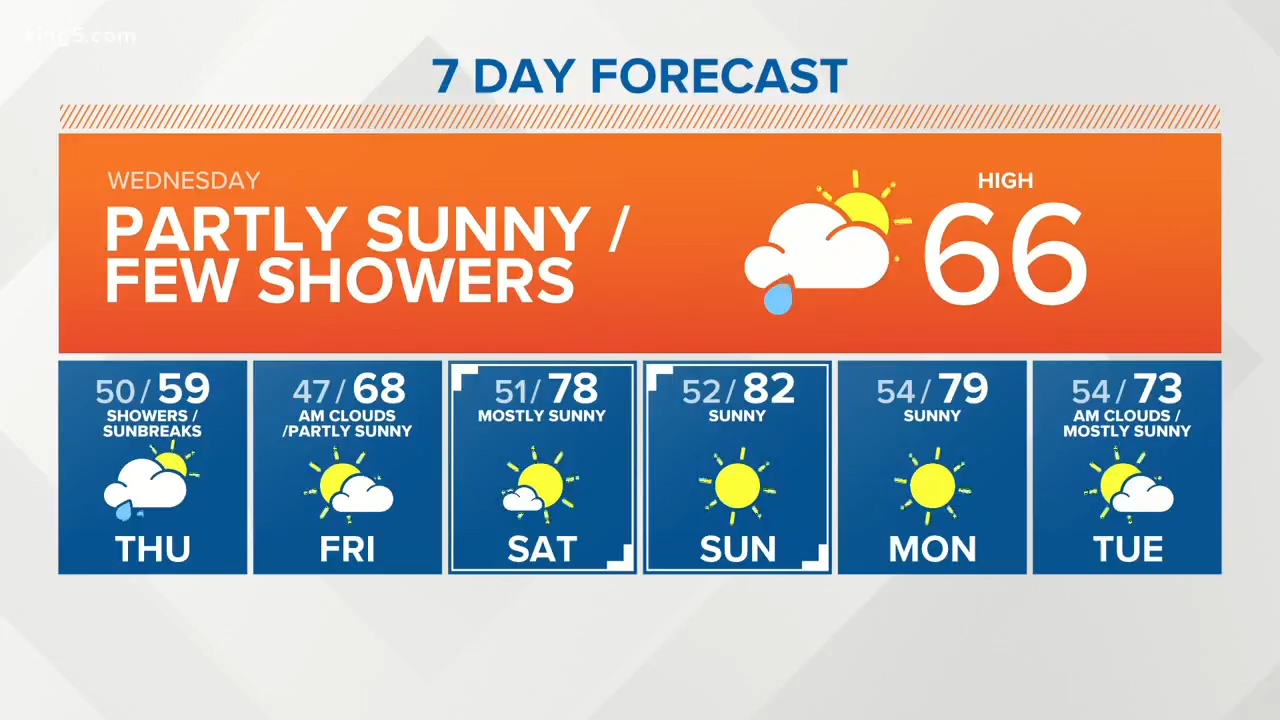 king5.com
7 DAY FORECAST
WEDNESDAY
PARTLY SUNNY /
FEW SHOWERS
HIGH
66
50 / 59
SHOWERS /
SUNBREAKS
THU
47 / 68
AM CLOUDS
/PARTLY SUNNY
FRI
51 / 78
MOSTLY SUNNY
SAT
52 / 82
SUNNY
SUN
54 / 79
SUNNY
MON
54 / 73
AM CLOUDS /
MOSTLY SUNNY
TUE